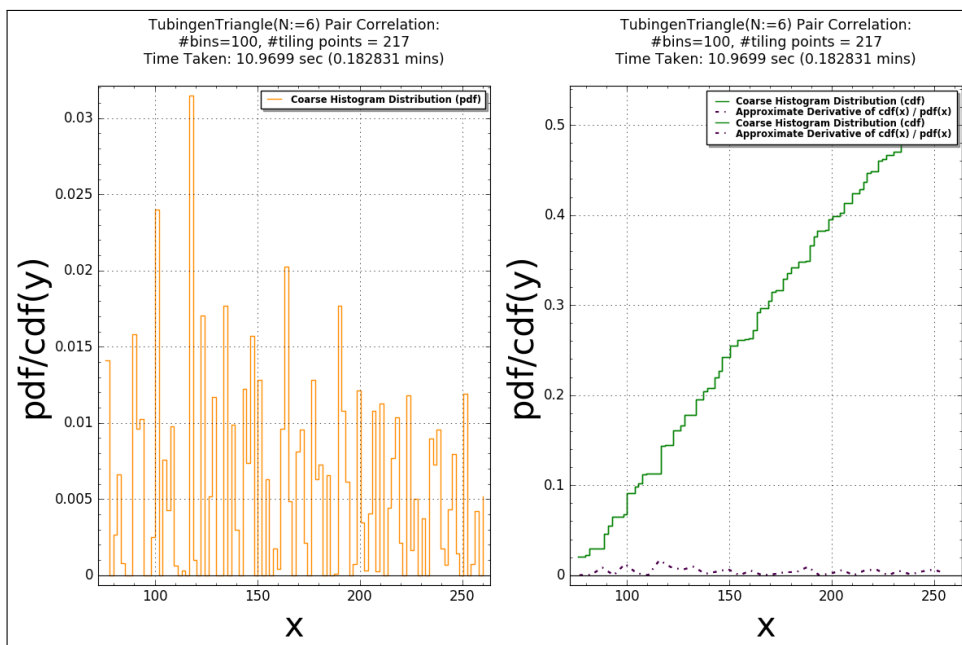 TubingenTriangle(N:=6) Pair Correlation:
#bins=100, #tiling points = 217
Time Taken: 10.9699 sec (0.182831 mins)
Coarse Histogram Distribution (pdf)
0.03
0.025
0.02
0.015
0.01
0.005
0
pdf/cdf(y)
100
150
200
250
x
TubingenTriangle(N:=6) Pair Correlation:
#bins=100, #tiling points = 217
Time Taken: 10.9699 sec (0.182831 mins)
Coarse Histogram Distribution (cdf)
Approximate Derivative of cdf(x) / pdf(x)
Coarse Histogram Distribution (cdf)
Approximate Derivative of cdf(x) / pdf(x)
0.5
0.4
0.3
0.2
0.1
0
pdf/cdf(y)
100
150
200
250
x